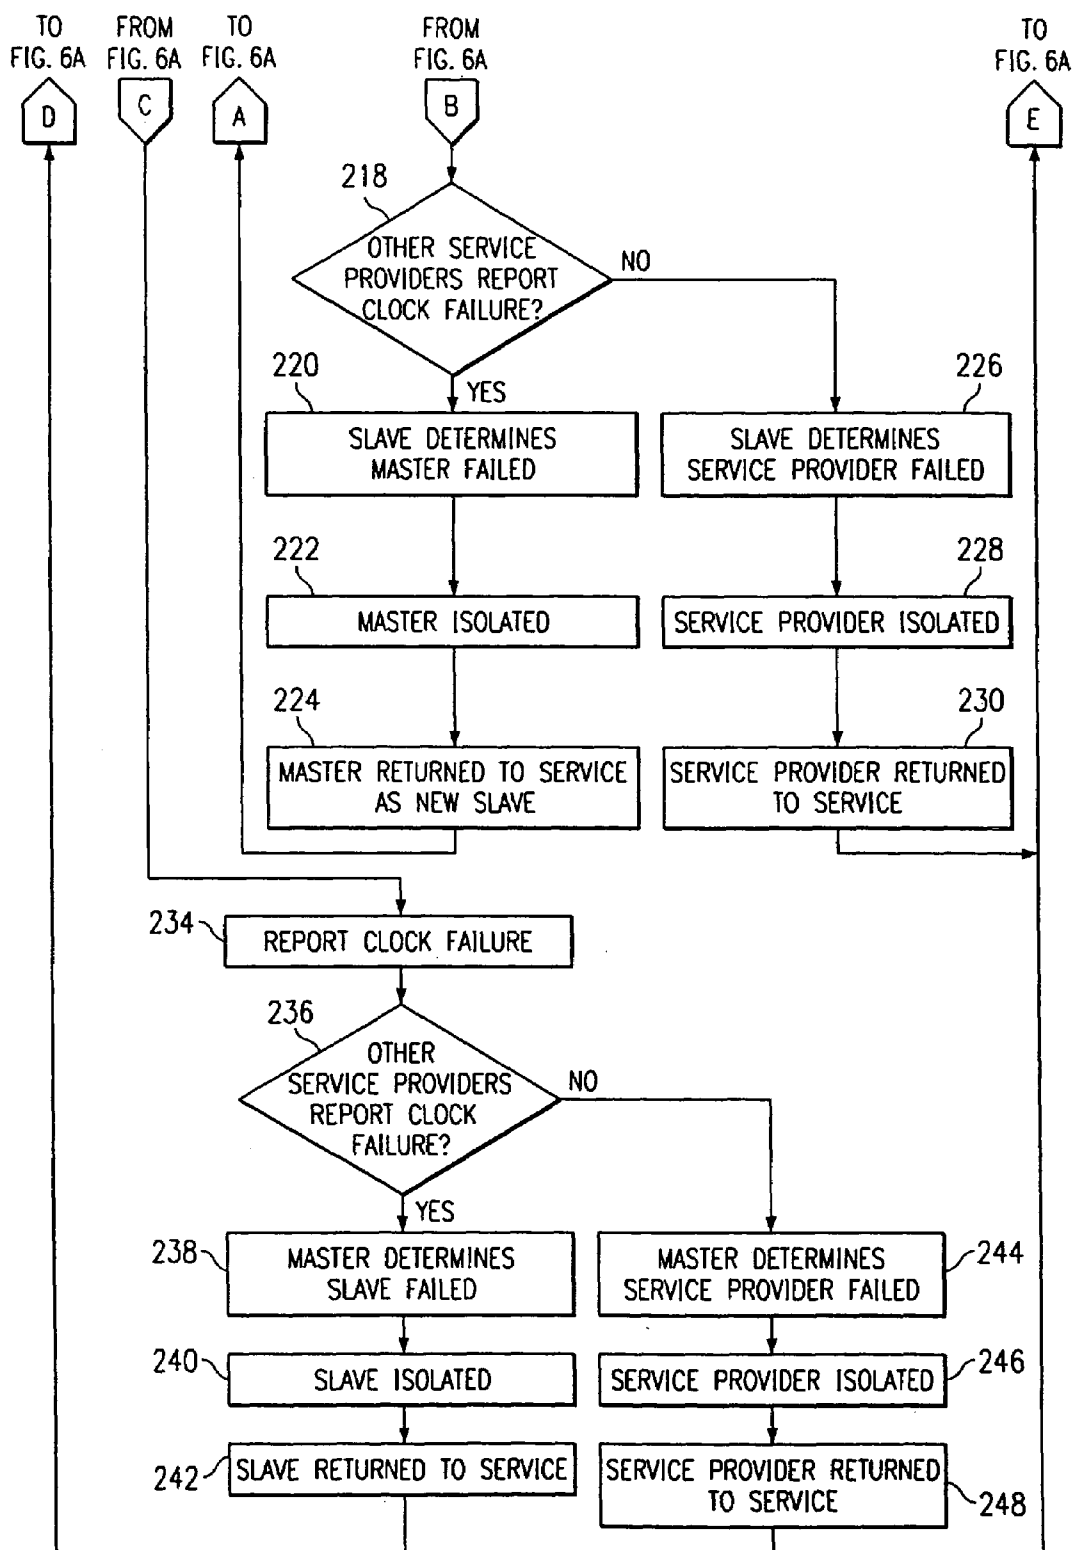 TO
FIG. 6A
D
FROM
FIG. 6A
C
TO
FIG. 6A
A
FROM
FIG. 6A
B
TO
FIG. 6A
E
218
OTHER SERVICE
PROVIDERS REPORT
CLOCK FAILURE?
NO
YES
220
SLAVE DETERMINES
MASTER FAILED
226
SLAVE DETERMINES
SERVICE PROVIDER FAILED
222
MASTER ISOLATED
228
SERVICE PROVIDER ISOLATED
224
MASTER RETURNED TO SERVICE
AS NEW SLAVE
230
SERVICE PROVIDER RETURNED
TO SERVICE
234
REPORT CLOCK FAILURE
236
OTHER
SERVICE PROVIDERS
REPORT CLOCK
FAILURE?
NO
YES
238
MASTER DETERMINES
SLAVE FAILED
MASTER DETERMINES
SERVICE PROVIDER FAILED
244
240
SLAVE ISOLATED
SERVICE PROVIDER ISOLATED
246
242
SLAVE RETURNED TO SERVICE
SERVICE PROVIDER RETURNED
TO SERVICE
248